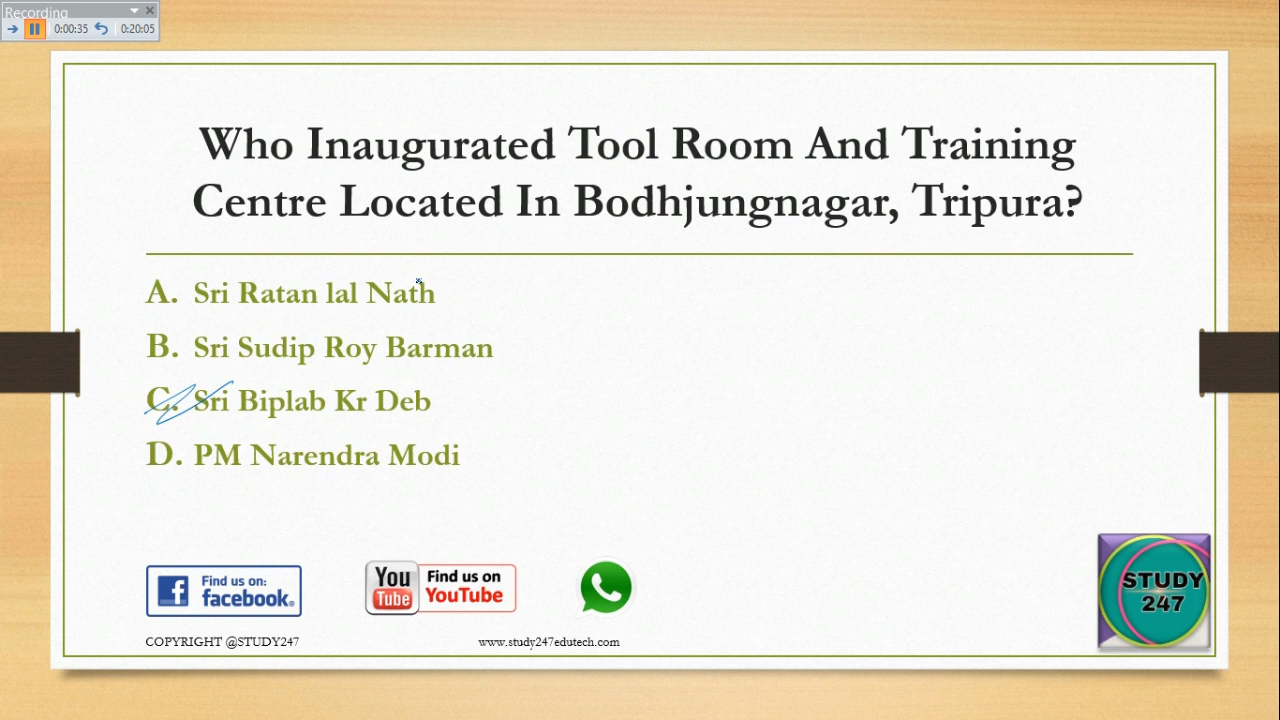 Recording
0:00:35 0:20:05
Who Inaugurated Tool Room And Training
Centre Located In Bodhjungnagar, Tripura?
A. Sri Ratan lal Nath
B. Sri Sudip Roy Barman
C. Sri Biplab Kr Deb
D. PM Narendra Modi
Find us on:
facebook.
You
Tube
Find us on
YouTube
STUDY
247
COPYRIGHT @STUDY247
www.study247edutech.com